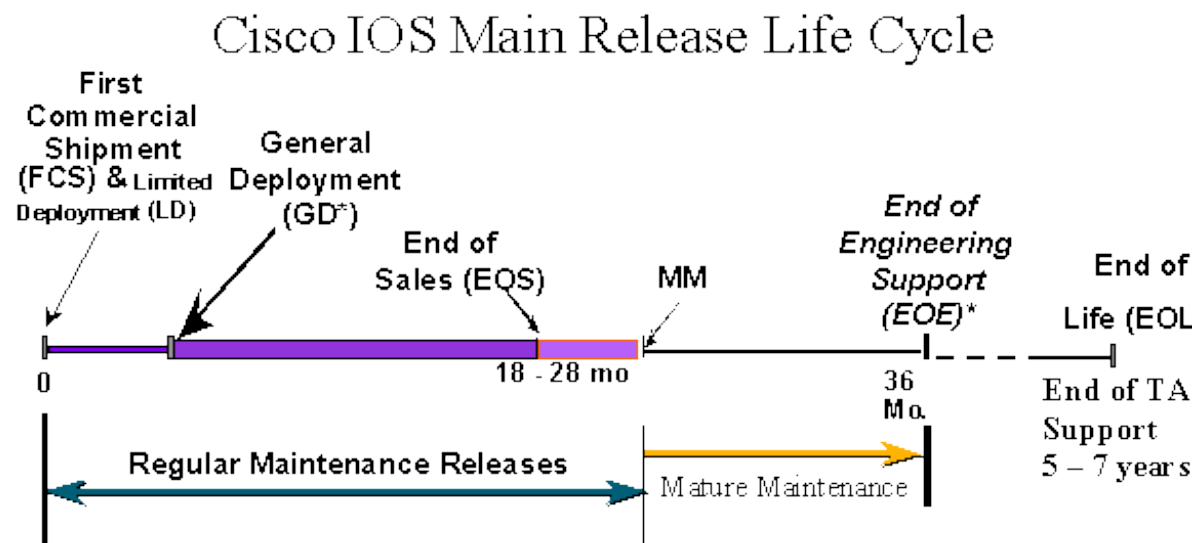 Cisco IOS Main Release Life Cycle
First
Commercial
Shipment
(FCS) & Limited
Deployment (LD)
General
Deployment
(GD*)
End of
Sales (EOS)
MM
End of
Engineering
Support
(EOE)*
End of
Life (EOL
0
18 - 28 mo
36
Mo.
End of TA
Support
5 – 7 years
Regular Maintenance Releases
Mature Maintenance